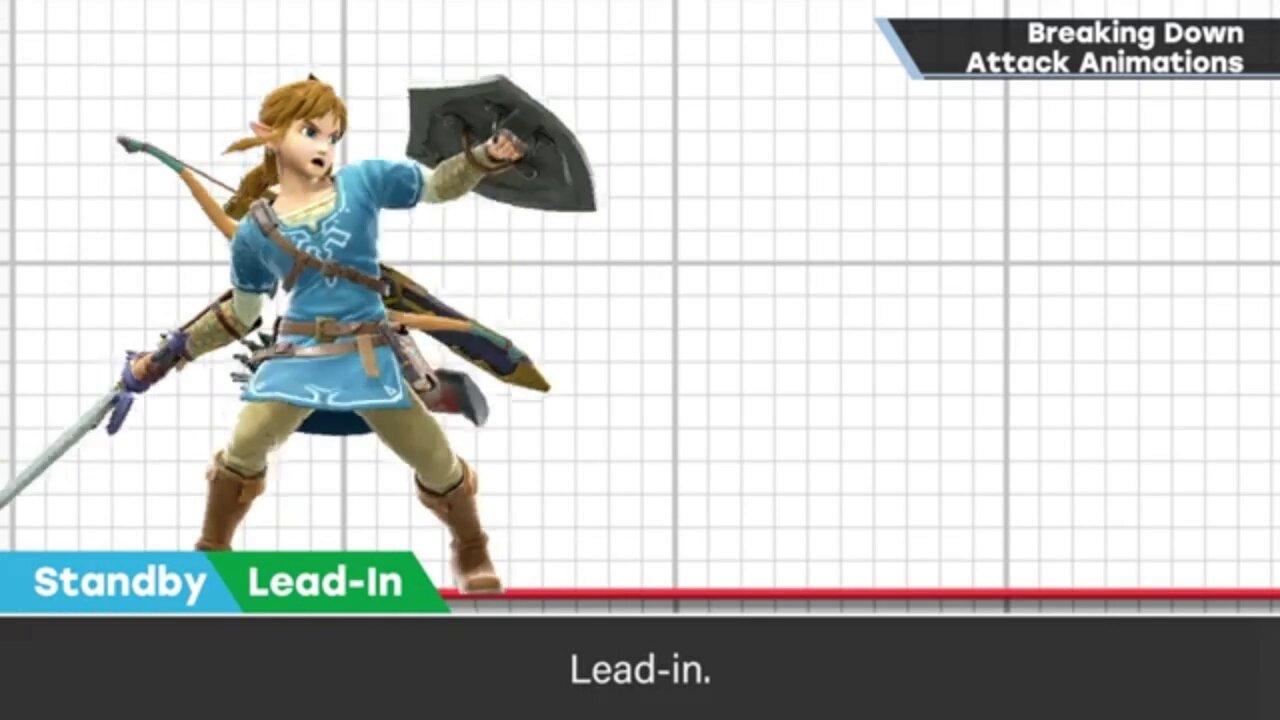 Breaking Down
Attack Animations
Standby
Lead-In
Lead-in.